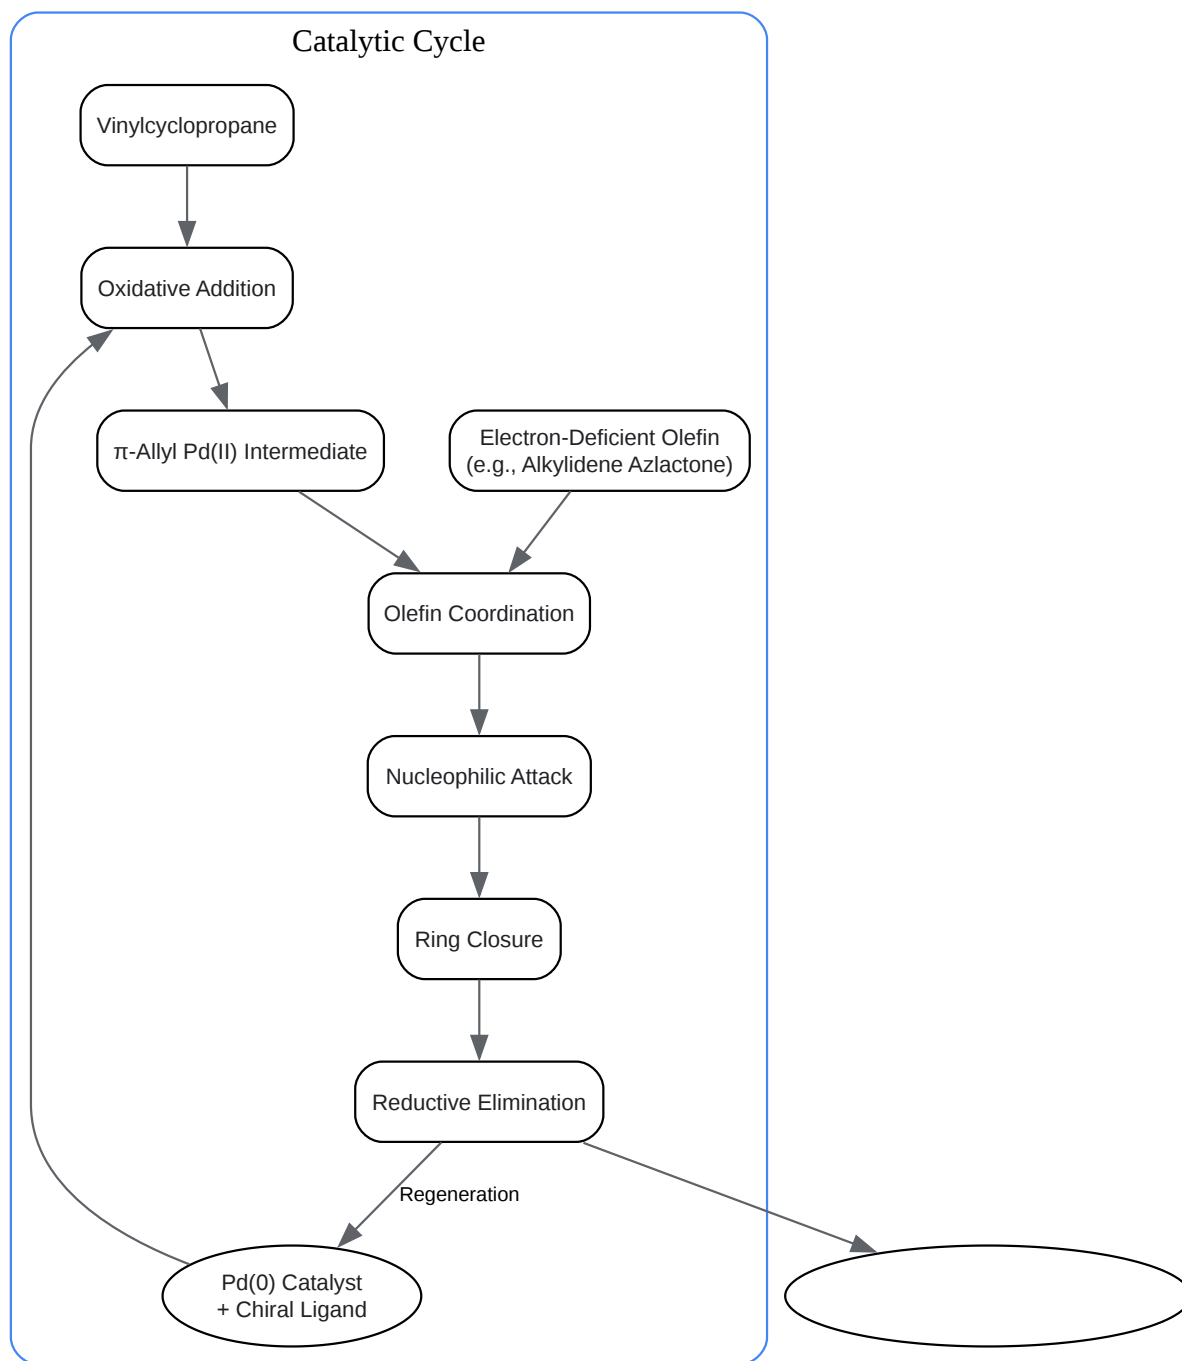 Catalytic Cycle
Vinylcyclopropane
Oxidative Addition
π-Allyl Pd(II) Intermediate
Electron-Deficient Olefin
(e.g., Alkylidene Azlactone)
Olefin Coordination
Nucleophilic Attack
Ring Closure
Reductive Elimination
Regeneration
Pd(0) Catalyst
+ Chiral Ligand